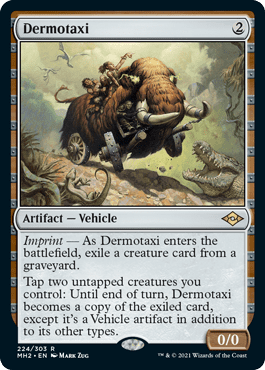 Dermotaxi 2
Artifact — Vehicle
Imprint — As Dermotaxi enters the
battlefield, exile a creature card from a
graveyard.
Tap two untapped creatures you
control: Until end of turn, Dermotaxi
becomes a copy of the exiled card,
except it's a Vehicle artifact in addition
to its other types.
0/0
224/303 R
MH2 • EN Mark Zug
™ & © 2021 Wizards of the Coast